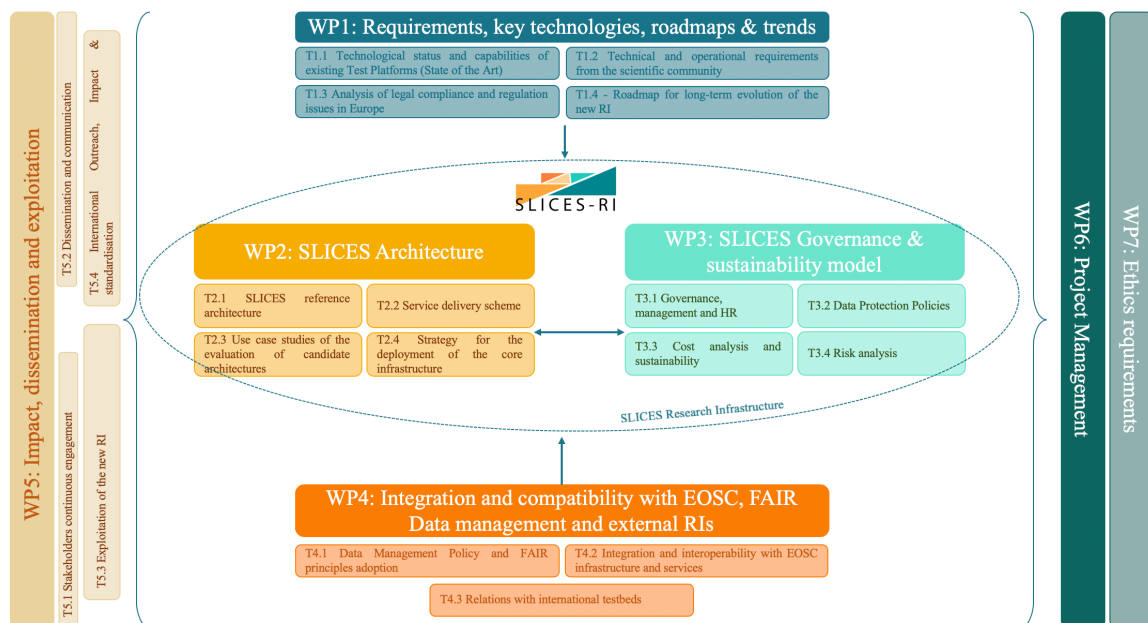 WP5: Impact, dissemination and exploitation
T5.2 Dissemination and communication
T5.4 International Outreach, Impact &
standardisation
T5.1 Stakeholders continuous engagement
T5.3 Exploitation of the new RI
WP1: Requirements, key technologies, roadmaps & trends
T1.1 Technological status and capabilities of
existing Test Platforms (State of the Art)
T1.2 Technical and operational requirements
from the scientific community
T1.3 Analysis of legal compliance and regulation
issues in Europe
T1.4 - Roadmap for long-term evolution of the
new RI
SLICES-RI
WP2: SLICES Architecture
T2.1 SLICES reference
architecture
T2.2 Service delivery scheme
T2.3 Use case studies of the
evaluation of candidate
architectures
T2.4 Strategy for the
deployment of the core
infrastructure
WP3: SLICES Governance &
sustainability model
T3.1 Governance,
management and HR
T3.2 Data Protection Policies
T3.3 Cost analysis and
sustainability
T3.4 Risk analysis
SLICES Research Infrastructure
WP4: Integration and compatibility with EOSC, FAIR
Data management and external RIs
T4.1 Data Management Policy and FAIR
principles adoption
T4.2 Integration and interoperability with EOSC
infrastructure and services
T4.3 Relations with international testbeds
WP6: Project Management
WP7: Ethics requirements